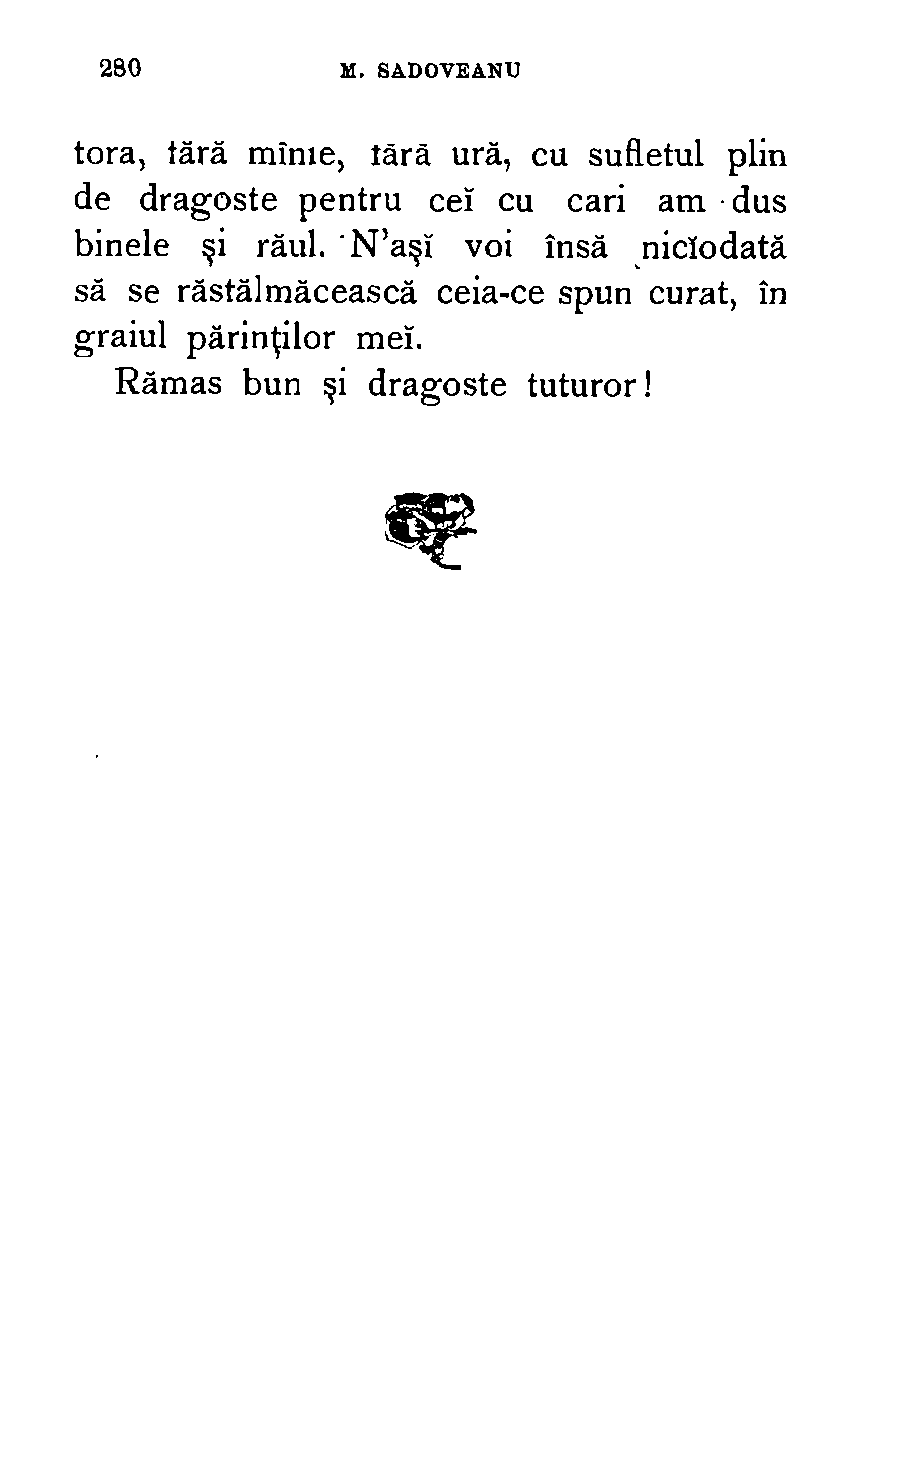 280 M. SADOVEANU
tora, fără mînie, fără ură, cu sufletul plin
de dragoste pentru ceĭ cu cari am dus
binele şi răul. N'aşĭ voi însă nicĭodată
să se răstălmăcească ceia-ce spun curat, în
graiul părinţilor meĭ.
Rămas bun şi dragoste tuturor!